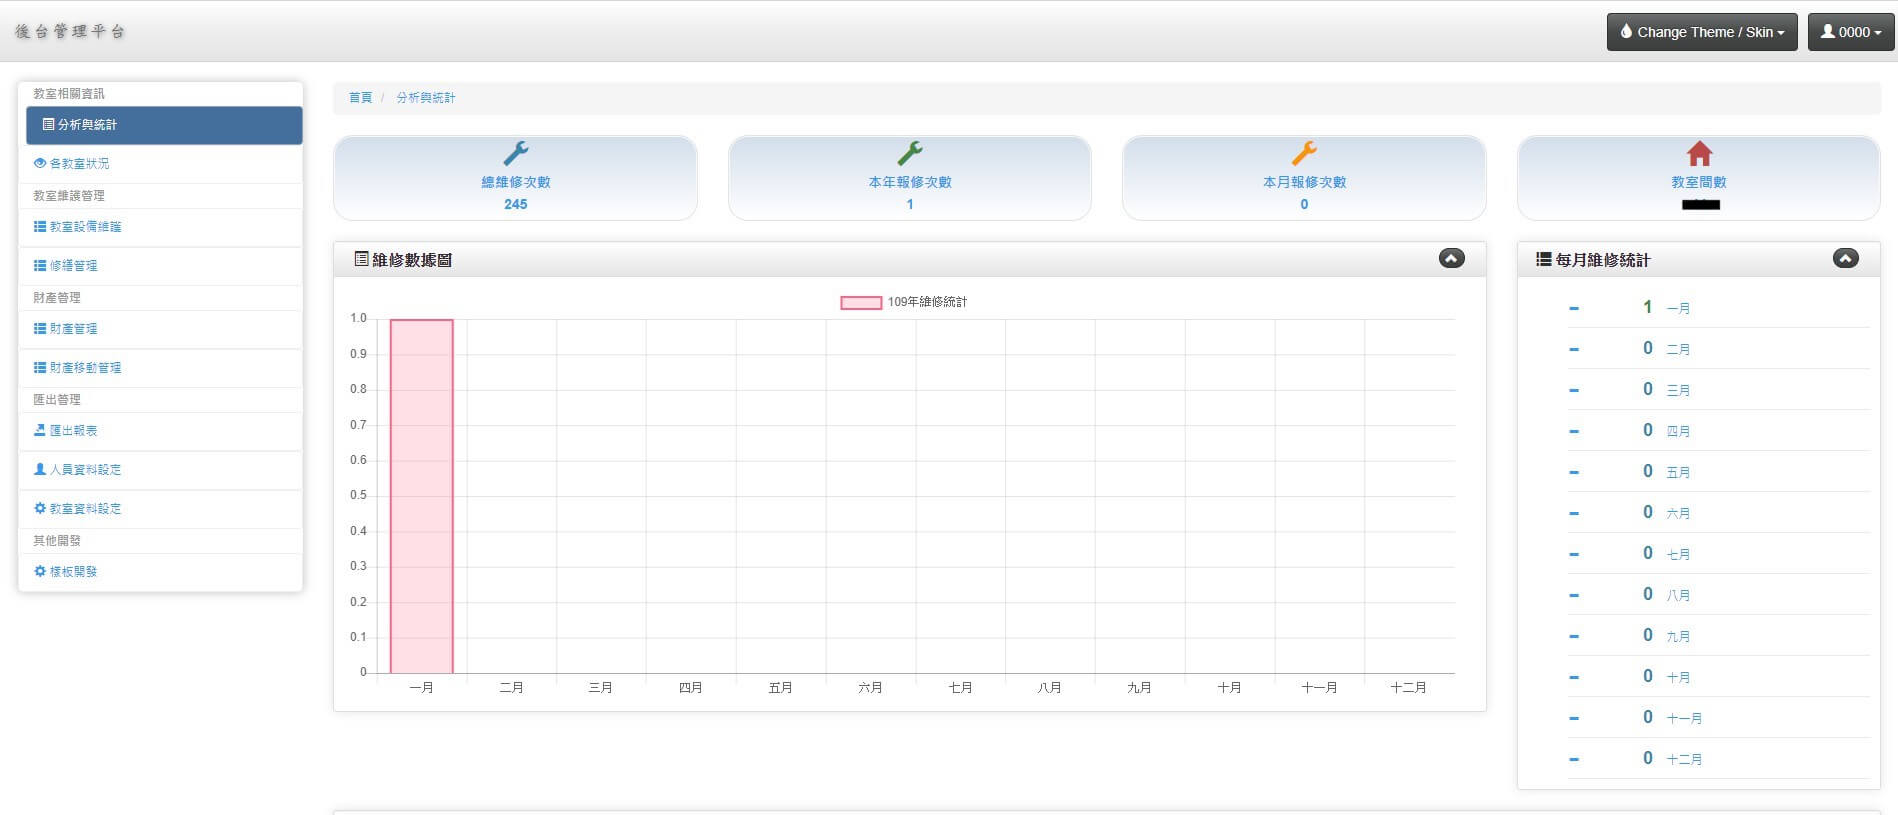 後台管理平台
Change Theme / Skin
0000
教室相關資訊
分析與統計
各教室狀況
教室維護管理
教室設備維護
修繕管理
財產管理
財產管理
財產移動管理
匯出管理
匯出報表
人員資料設定
教室資料設定
其他開發
樣板開發
首頁 / 分析與統計
總維修次數
245
本年報修次數
1
本月報修次數
0
教室間數
維修數據圖
109年維修統計
1.0
0.9
0.8
0.7
0.6
0.5
0.4
0.3
0.2
0.1
0
一月 二月 三月 四月 五月 六月 七月 八月 九月 十月 十一月 十二月
每月維修統計
1 一月
0 二月
0 三月
0 四月
0 五月
0 六月
0 七月
0 八月
0 九月
0 十月
0 十一月
0 十二月